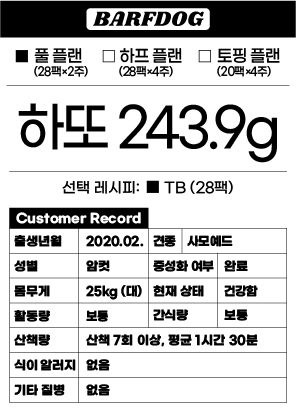 BARFDOG
■ 풀 플랜 □ 하프 플랜 □ 토핑 플랜
(28팩×2주) (28팩×4주) (20팩×4주)
하또 243.9g
선택 레시피: ■ TB (28팩)
Customer Record
출생년월 2020.02. 견종 사모예드
성별 암컷 중성화 여부 완료
몸무게 25kg (대) 현재 상태 건강함
활동량 보통 간식량 보통
산책량 산책 7회 이상, 평균 1시간 30분
식이 알러지 없음
기타 질병 없음